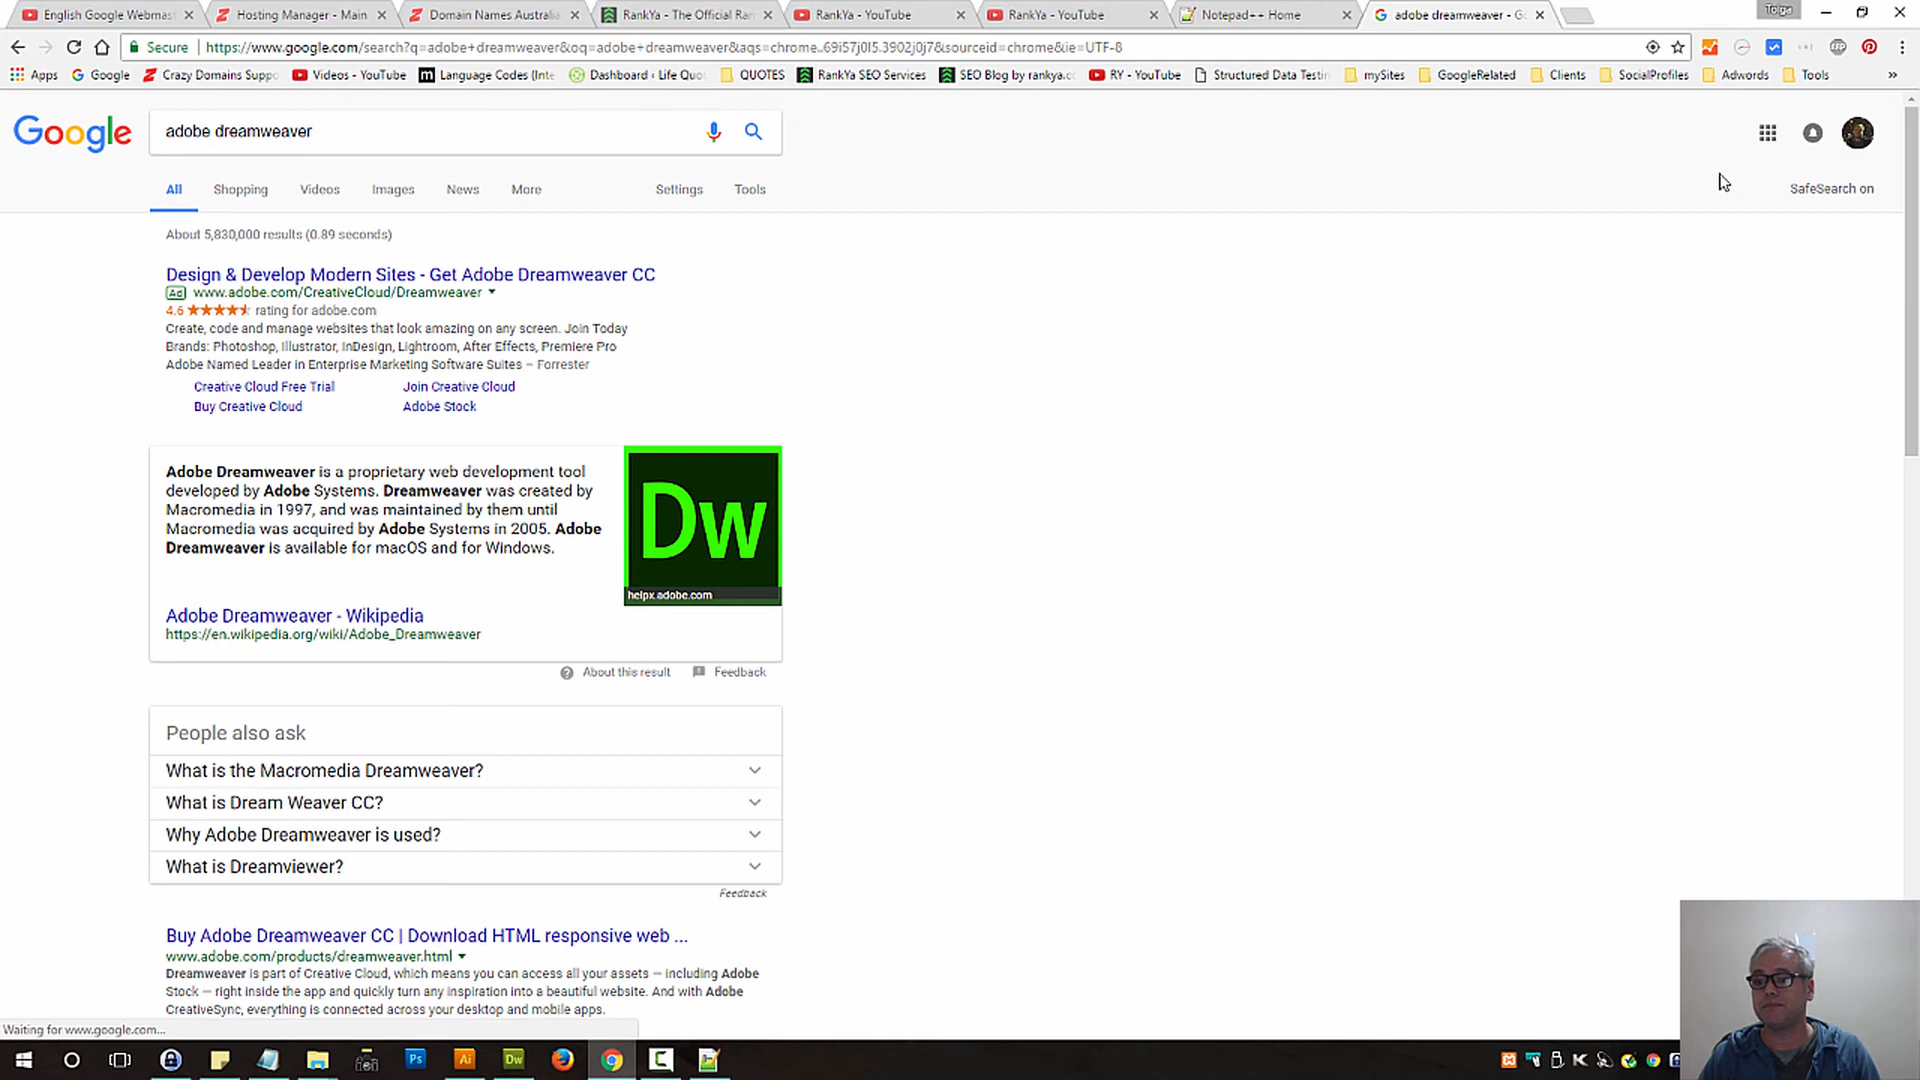 English Google Webmast
Hosting Manager - Main
Domain Names Australia
RankYa - The Official Ran
RankYa - YouTube
RankYa - YouTube
Notepad++ Home
adobe dreamweaver - G
Tolga
Secure
https://www.google.com/search?q=adobe+dreamweaver&oq=adobe+dreamweaver&aqs=chrome..69i57j0l5.3902j0j7&sourceid=chrome&ie=UTF-8
Apps
Google
Crazy Domains Suppo
Videos - YouTube
Language Codes (Inte
Dashboard ‹ Life Quo
QUOTES
RankYa SEO Services
SEO Blog by rankya.co
RY - YouTube
Structured Data Testin
mySites
GoogleRelated
Clients
SocialProfiles
Adwords
Tools
»
Google
adobe dreamweaver
All
Shopping
Videos
Images
News
More
Settings
Tools
SafeSearch on
About 5,830,000 results (0.89 seconds)
Design & Develop Modern Sites - Get Adobe Dreamweaver CC
Ad www.adobe.com/CreativeCloud/Dreamweaver
4.6 ★★★★★ rating for adobe.com
Create, code and manage websites that look amazing on any screen. Join Today
Brands: Photoshop, Illustrator, InDesign, Lightroom, After Effects, Premiere Pro
Adobe Named Leader in Enterprise Marketing Software Suites – Forrester
Creative Cloud Free Trial
Join Creative Cloud
Buy Creative Cloud
Adobe Stock
Adobe Dreamweaver is a proprietary web development tool
developed by Adobe Systems. Dreamweaver was created by
Macromedia in 1997, and was maintained by them until
Macromedia was acquired by Adobe Systems in 2005. Adobe
Dreamweaver is available for macOS and for Windows.
Dw
helpx.adobe.com
Adobe Dreamweaver - Wikipedia
https://en.wikipedia.org/wiki/Adobe_Dreamweaver
About this result
Feedback
People also ask
What is the Macromedia Dreamweaver?
What is Dream Weaver CC?
Why Adobe Dreamweaver is used?
What is Dreamviewer?
Feedback
Buy Adobe Dreamweaver CC | Download HTML responsive web ...
www.adobe.com/products/dreamweaver.html
Dreamweaver is part of Creative Cloud, which means you can access all your assets — including Adobe
Stock — right inside the app and quickly turn any inspiration into a beautiful website. And with Adobe
CreativeSync, everything is connected across your desktop and mobile apps.
Waiting for www.google.com...
Ps
Ai
Dw